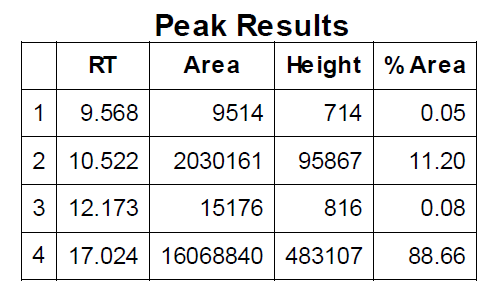 Peak Results
RT Area Height % Area
1 9.568 9514 714 0.05
2 10.522 2030161 95867 11.20
3 12.173 15176 816 0.08
4 17.024 16068840 483107 88.66